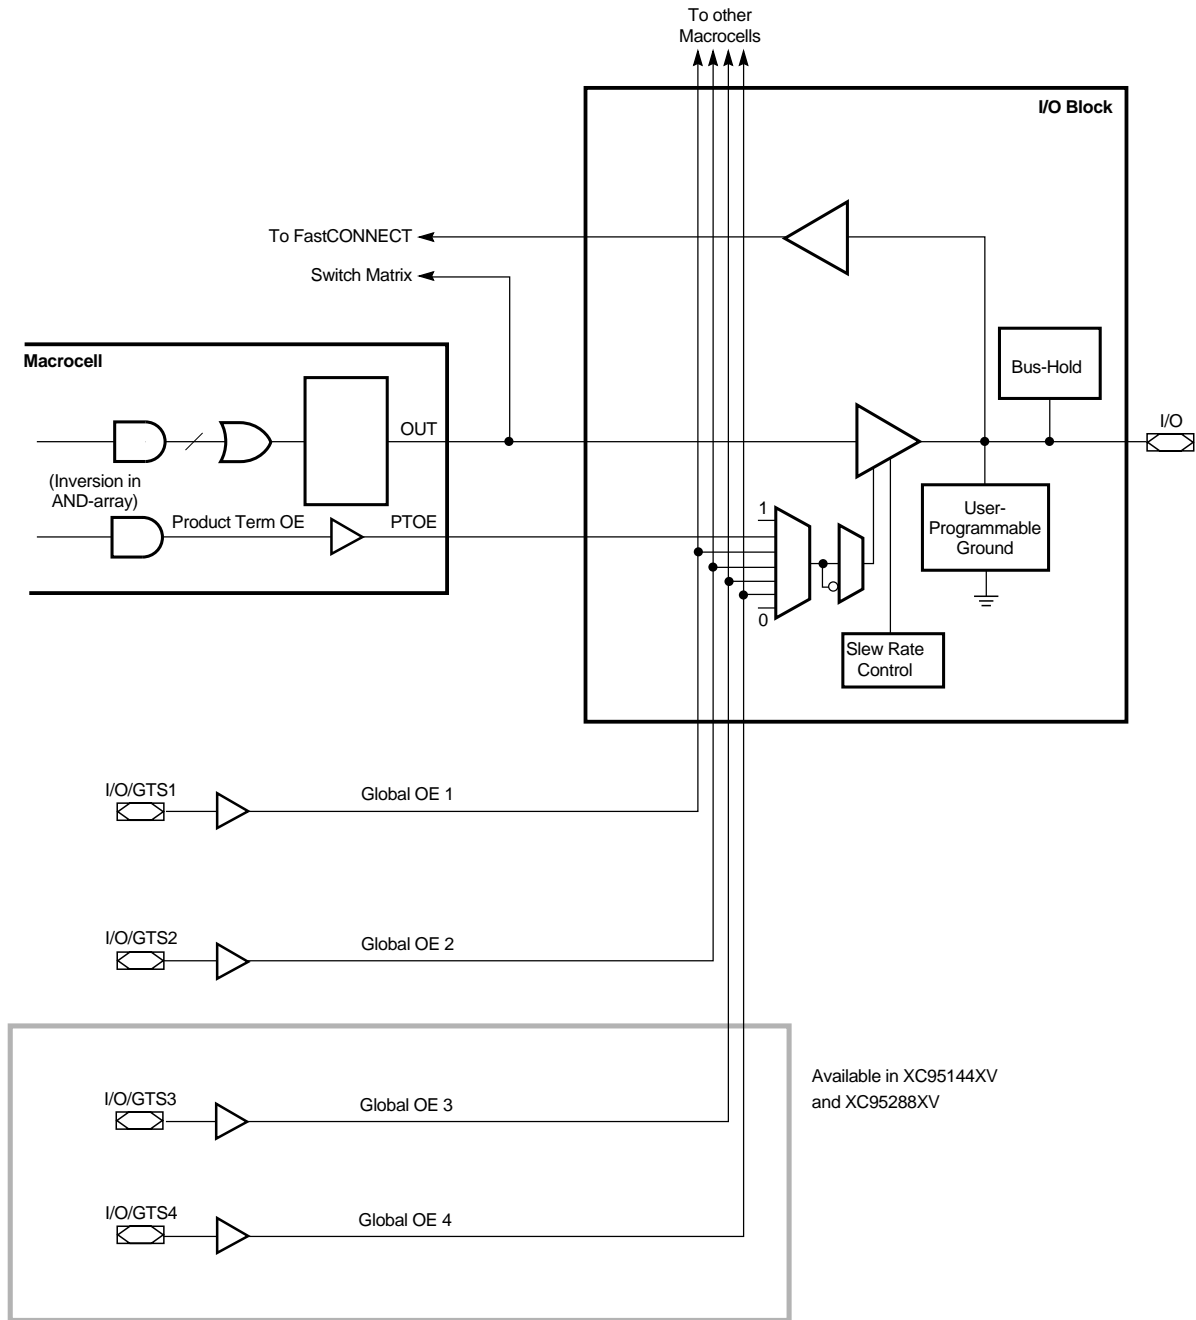 To other
Macrocells
I/O Block
To FastCONNECT
Switch Matrix
Macrocell
Bus-Hold
OUT
I/O
(Inversion in
AND-array)
Product Term OE
PTOE
1
User-
Programmable
Ground
0
Slew Rate
Control
I/O/GTS1
Global OE 1
I/O/GTS2
Global OE 2
Available in XC95144XV
and XC95288XV
I/O/GTS3
Global OE 3
I/O/GTS4
Global OE 4